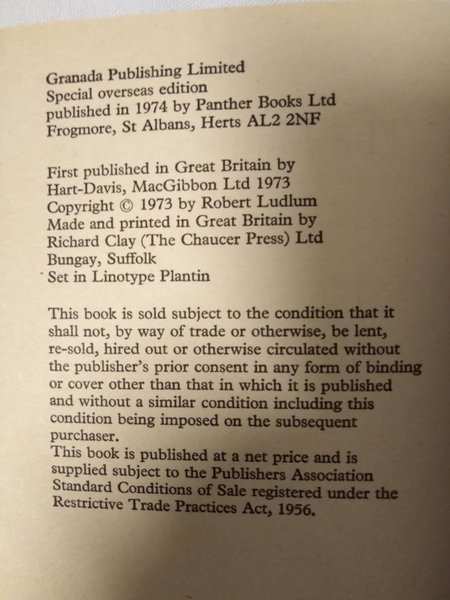 Granada Publishing Limited
Special overseas edition
published in 1974 by Panther Books Ltd
Frogmore, St Albans, Herts AL2 2NF
First published in Great Britain by
Hart-Davis, MacGibbon Ltd 1973
Copyright © 1973 by Robert Ludlum
Made and printed in Great Britain by
Richard Clay (The Chaucer Press) Ltd
Bungay, Suffolk
Set in Linotype Plantin
This book is sold subject to the condition that it
shall not, by way of trade or otherwise, be lent,
re-sold, hired out or otherwise circulated without
the publisher's prior consent in any form of binding
or cover other than that in which it is published
and without a similar condition including this
condition being imposed on the subsequent
purchaser.
This book is published at a net price and is
supplied subject to the Publishers Association
Standard Conditions of Sale registered under the
Restrictive Trade Practices Act, 1956.